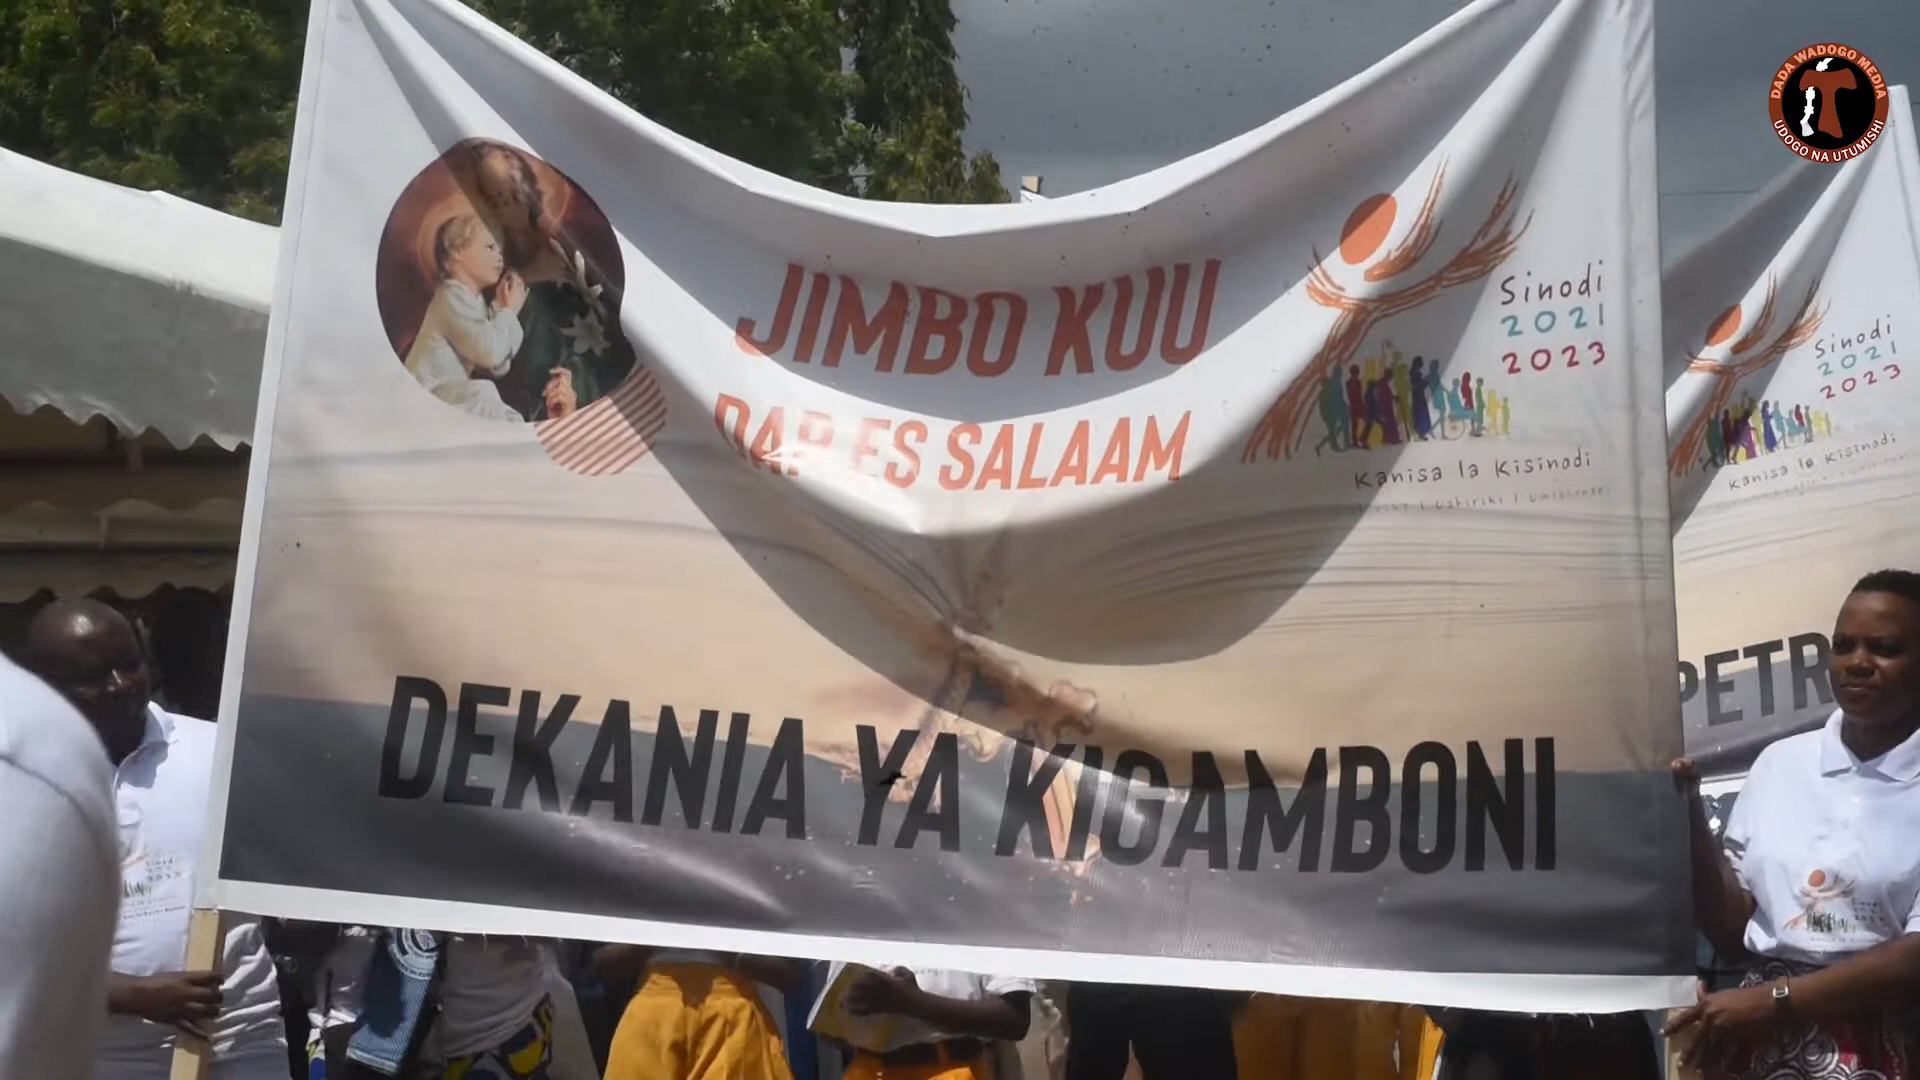 DADA WADOGO MEDIA
UDOGO NA UTUMISHI
JIMBO KUU
DAR ES SALAAM
Sinodi
2021
2023
Kanisa la Kisinodi
DEKANIA YA KIGAMBONI
Sinodi
2021
2023
Kanisa la Kisinodi
PETR
Sinodi